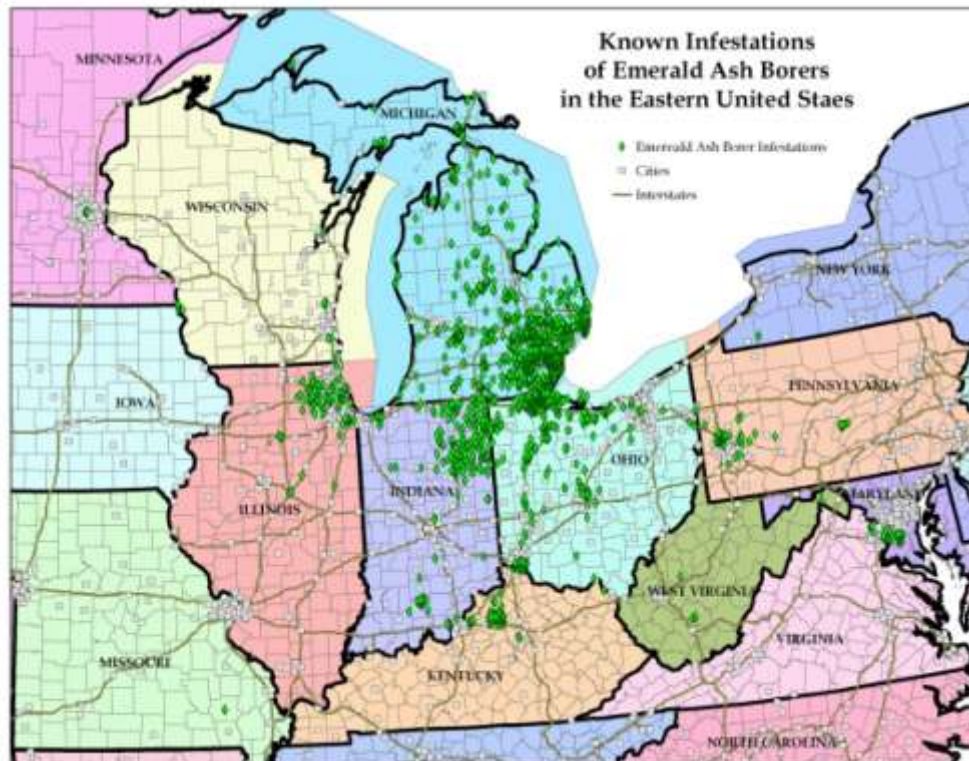 Known Infestations
of Emerald Ash Borers
in the Eastern United Staes
Emereald Ash Borer Infestations
Cities
Interstates
MINNESOTA
MICHIGAN
WISCONSIN
NEW YORK
IOWA
PENNSYLVANIA
OHIO
INDIANA
ILLINOIS
MARYLAND
WEST VIRGINIA
VIRGINIA
MISSOURI
KENTUCKY
NORTH CAROLINA